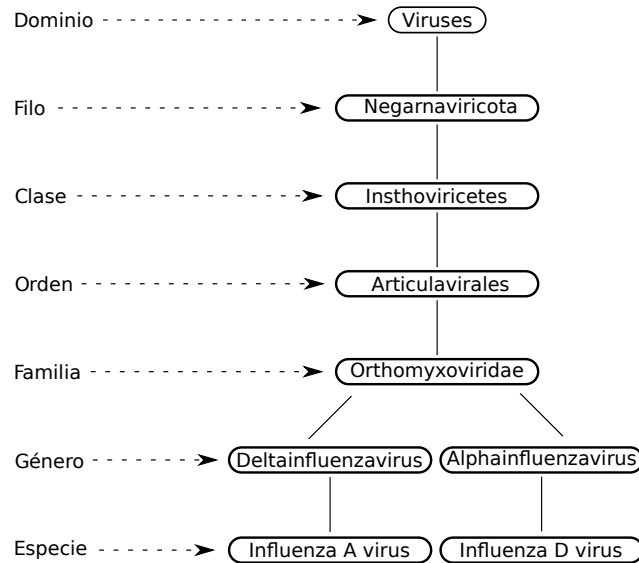 Dominio
Viruses
Filo
Negarnaviricota
Clase
Insthoviricetes
Orden
Articulavirales
Familia
Orthomyxoviridae
Género
Deltainfluenzavirus
Alphainfluenzavirus
Especie
Influenza A virus
Influenza D virus